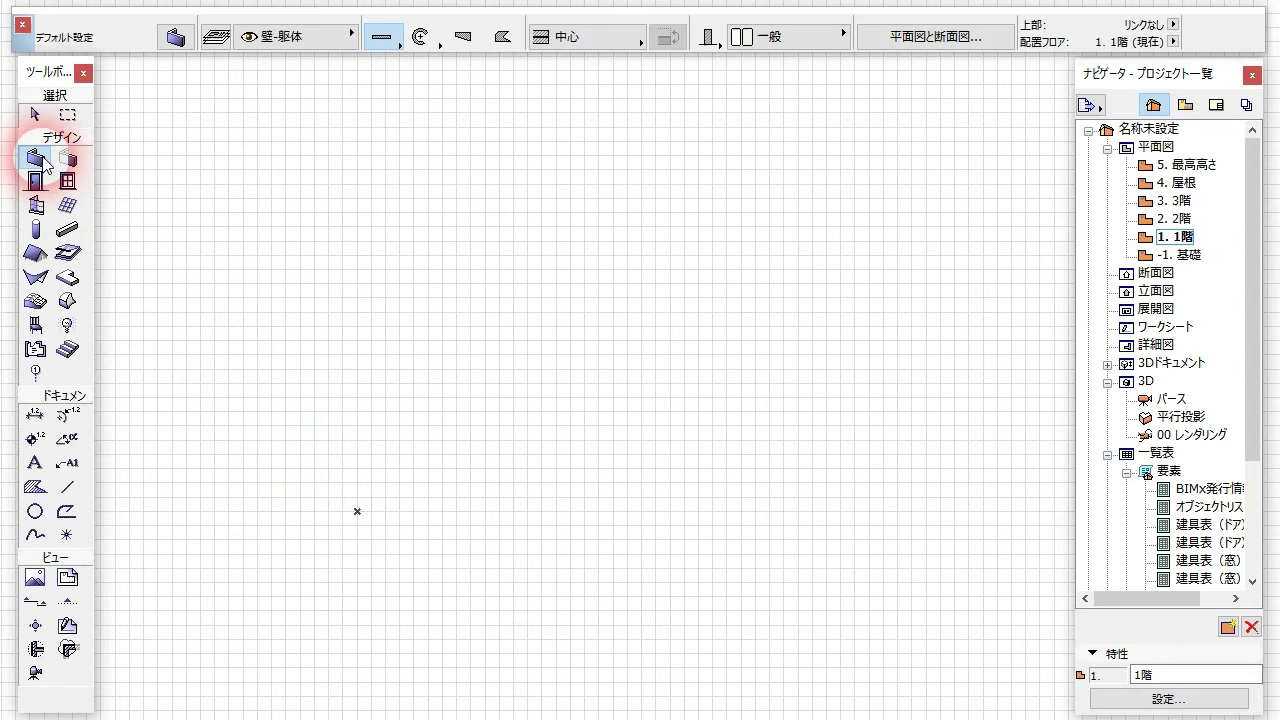 デフォルト設定
壁-躯体
中心
一般
平面図と断面図...
上部: リンクなし
配置フロア: 1. 1階 (現在)
ツールボ...
選択
デザイン
ドキュメン
1.2
1.2
1.2
α
A
A1
ビュー
ナビゲータ - プロジェクト一覧
名称未設定
平面図
5. 最高高さ
4. 屋根
3. 3階
2. 2階
1. 1階
-1. 基礎
断面図
立面図
展開図
ワークシート
詳細図
3Dドキュメント
3D
パース
平行投影
00 レンダリング
一覧表
要素
BIMx発行情
オブジェクトリス
建具表（ドア）
建具表（ドア）
建具表（窓）
建具表（窓）
特性
1.
1階
設定...